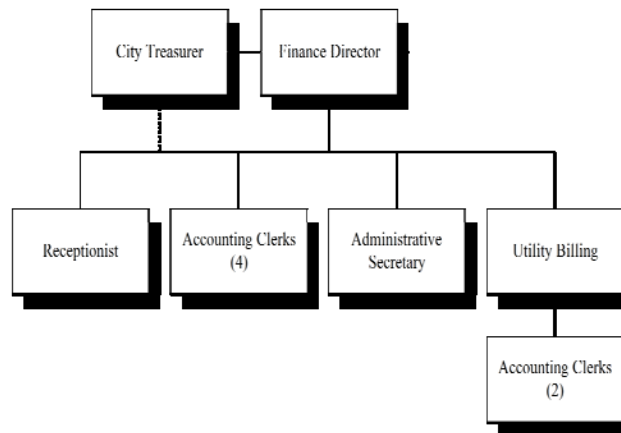 City Treasurer
Finance Director
Receptionist
Accounting Clerks
(4)
Administrative
Secretary
Utility Billing
Accounting Clerks
(2)